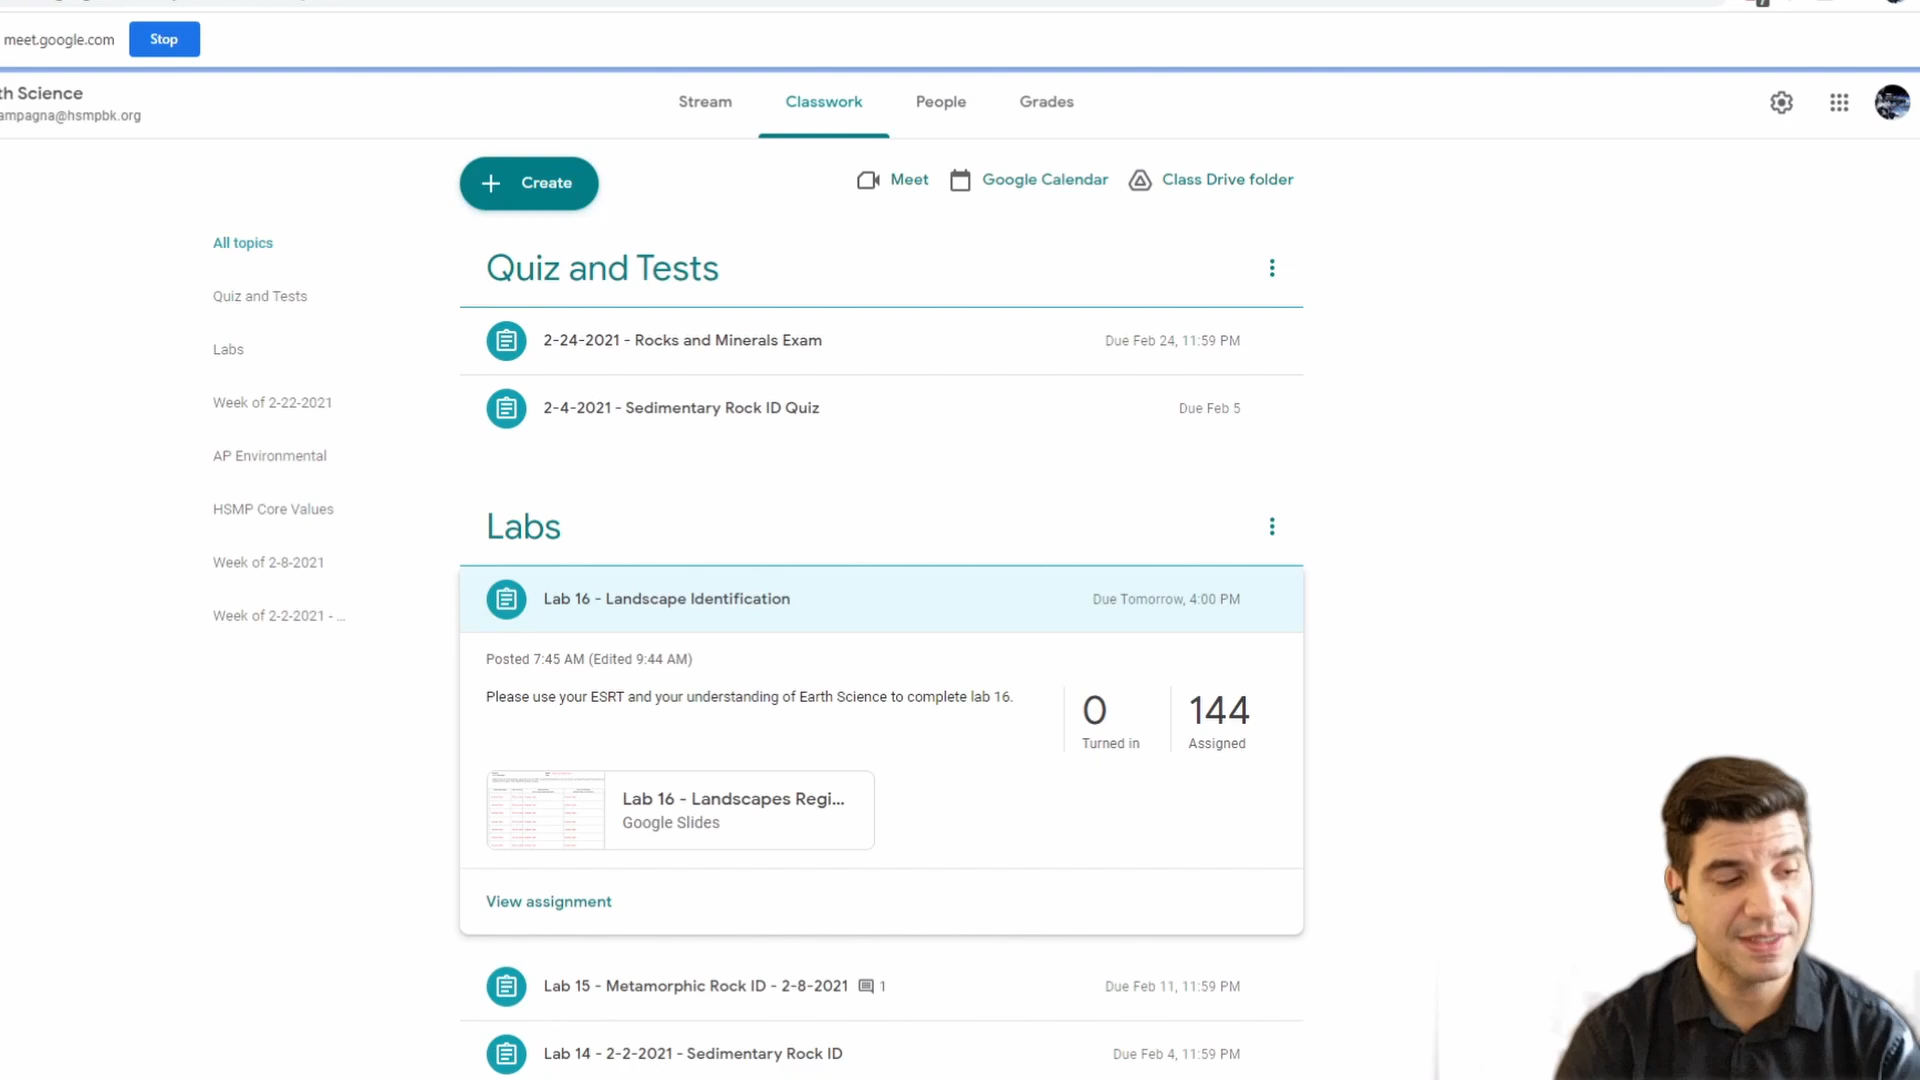 meet.google.com
Stop
th Science
ampagna@hsmpbk.org
Stream
Classwork
People
Grades
Create
Meet
Google Calendar
Class Drive folder
All topics
Quiz and Tests
Labs
Week of 2-22-2021
AP Environmental
HSMP Core Values
Week of 2-8-2021
Week of 2-2-2021 - ...
Quiz and Tests
2-24-2021 - Rocks and Minerals Exam
Due Feb 24, 11:59 PM
2-4-2021 - Sedimentary Rock ID Quiz
Due Feb 5
Labs
Lab 16 - Landscape Identification
Due Tomorrow, 4:00 PM
Posted 7:45 AM (Edited 9:44 AM)
Please use your ESRT and your understanding of Earth Science to complete lab 16.
0
Turned in
144
Assigned
Lab 16 - Landscapes Regi...
Google Slides
View assignment
Lab 15 - Metamorphic Rock ID - 2-8-2021
1
Due Feb 11, 11:59 PM
Lab 14 - 2-2-2021 - Sedimentary Rock ID
Due Feb 4, 11:59 PM